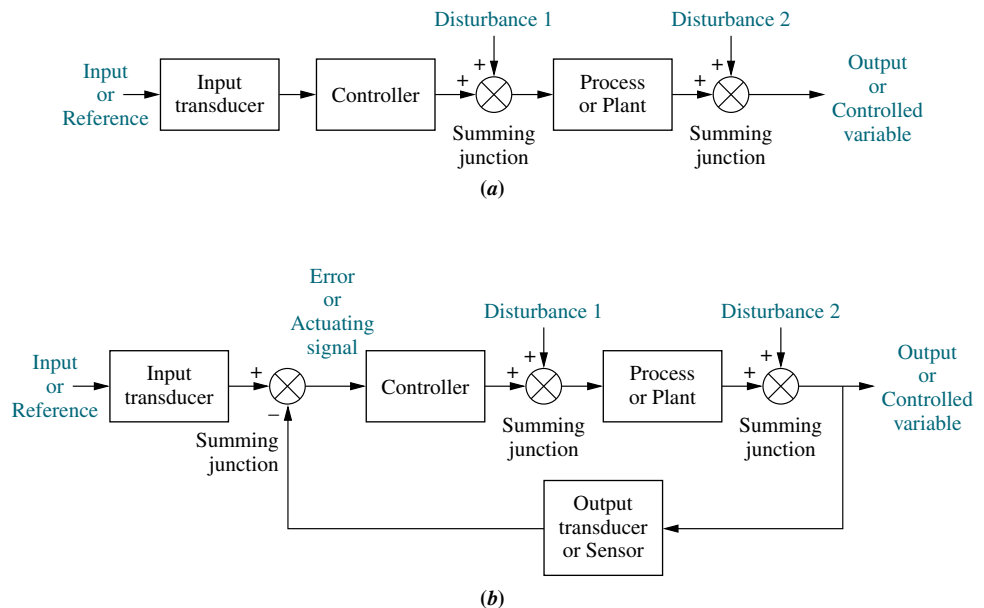 Disturbance 1
Disturbance 2
Input
or
Reference
Input
transducer
Controller
+
+
Summing
junction
Process
or Plant
+
+
Summing
junction
Output
or
Controlled
variable
(a)
Error
or
Actuating
signal
Disturbance 1
Disturbance 2
Input
or
Reference
Input
transducer
+
−
Summing
junction
Controller
+
+
Summing
junction
Process
or Plant
+
+
Summing
junction
Output
or
Controlled
variable
Output
transducer
or Sensor
(b)